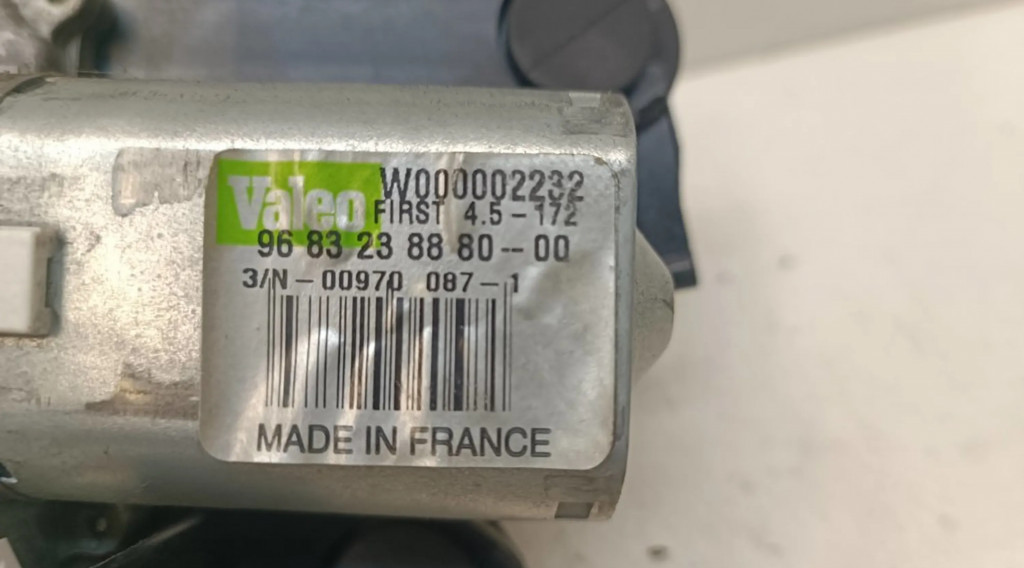 Valeo W000002232
FIRST 4.5-172
96 83 23 88 80--00
3/N-00970 087-1
MADE IN FRANCE